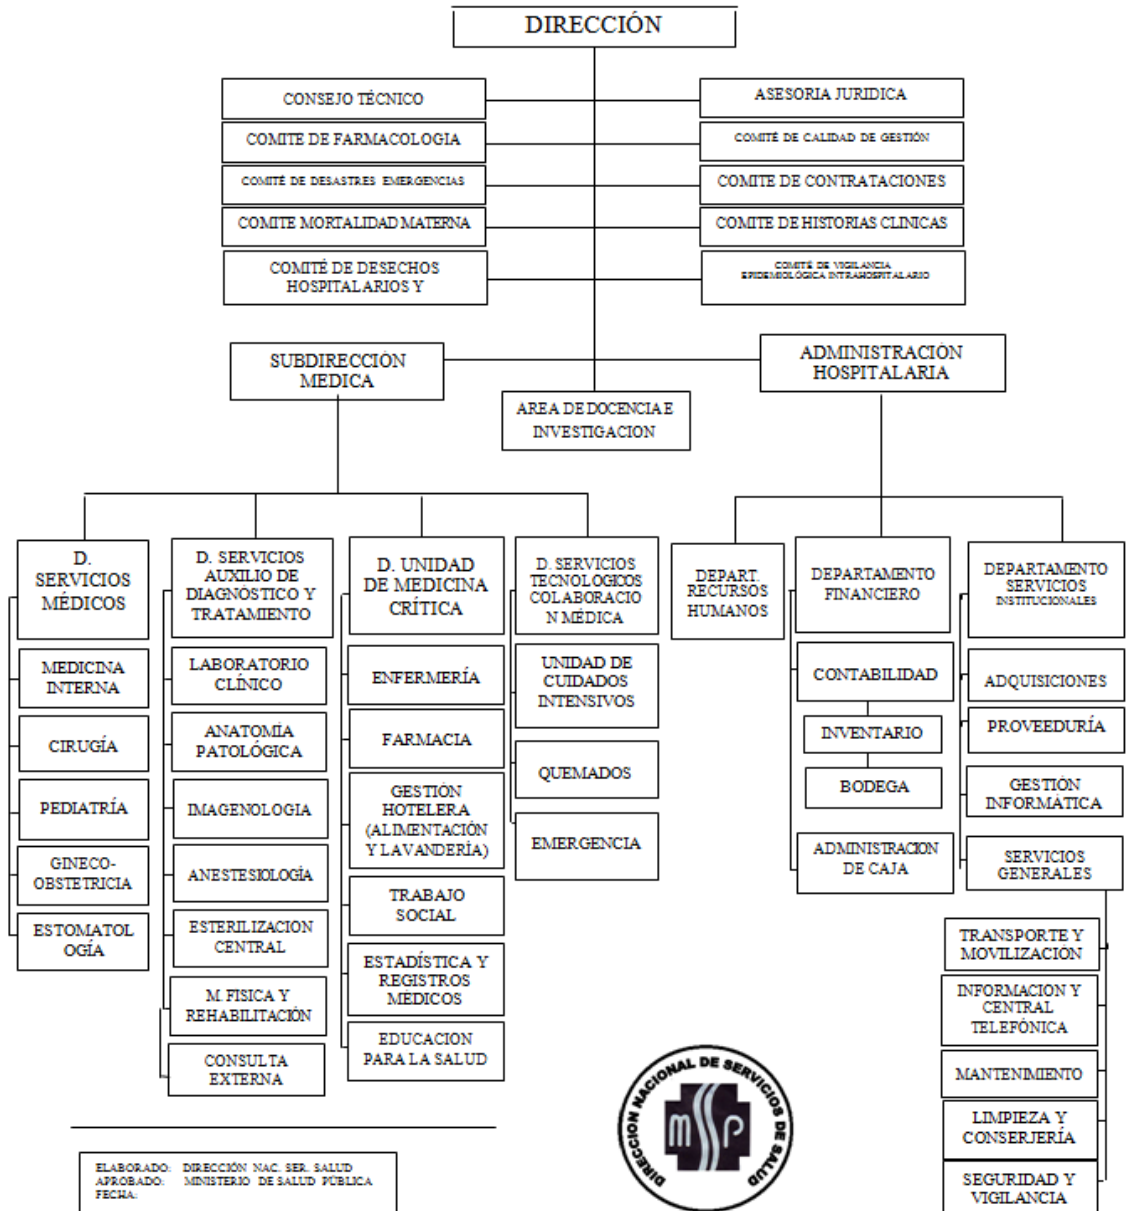 DIRECCIÓN
CONSEJO TÉCNICO
ASESORIA JURIDICA
COMITE DE FARMACOLOGIA
COMITÉ DE CALIDAD DE GESTIÓN
COMITÉ DE DESASTRES EMERGENCIAS
COMITE DE CONTRATACIONES
COMITE MORTALIDAD MATERNA
COMITE DE HISTORIAS CLINICAS
COMITÉ DE DESECHOS
HOSPITALARIOS Y
COMITÉ DE VIGILANCIA
EPIDEMIOLÓGICA INTRAHOSPITALARIO
SUBDIRECCIÓN
MEDICA
ADMINISTRACIÓN
HOSPITALARIA
AREA DE DOCENCIA E
INVESTIGACION
D.
SERVICIOS
MÉDICOS
MEDICINA
INTERNA
CIRUGÍA
PEDIATRÍA
GINECO-
OBSTETRICIA
ESTOMATOL
OGÍA
D. SERVICIOS
AUXILIO DE
DIAGNÓSTICO Y
TRATAMIENTO
LABORATORIO
CLÍNICO
ANATOMÍA
PATOLÓGICA
IMAGENOLOGIA
ANESTESIOLOGÍA
ESTERILIZACION
CENTRAL
M. FISICA Y
REHABILITACIÓN
CONSULTA
EXTERNA
D. UNIDAD
DE MEDICINA
CRÍTICA
ENFERMERÍA
FARMACIA
GESTIÓN
HOTELERA
(ALIMENTACIÓN
Y LAVANDERÍA)
TRABAJO
SOCIAL
ESTADÍSTICA Y
REGISTROS
MÉDICOS
EDUCACION
PARA LA SALUD
D. SERVICIOS
TECNOLOGICOS
COLABORACIO
N MÉDICA
UNIDAD DE
CUIDADOS
INTENSIVOS
QUEMADOS
EMERGENCIA
DEPART.
RECURSOS
HUMANOS
DEPARTAMENTO
FINANCIERO
CONTABILIDAD
INVENTARIO
BODEGA
ADMINISTRACION
DE CAJA
DEPARTAMENTO
SERVICIOS
INSTITUCIONALES
ADQUISICIONES
PROVEEDURÍA
GESTIÓN
INFORMÁTICA
SERVICIOS
GENERALES
TRANSPORTE Y
MOVILIZACIÓN
INFORMACION Y
CENTRAL
TELEFÓNICA
MANTENIMIENTO
LIMPIEZA Y
CONSERJERÍA
SEGURIDAD Y
VIGILANCIA
DIRECCION NACIONAL DE SERVICIOS DE SALUD
MSP
ELABORADO: DIRECCIÓN NAC. SER. SALUD
APROBADO: MINISTERIO DE SALUD PÚBLICA
FECHA: